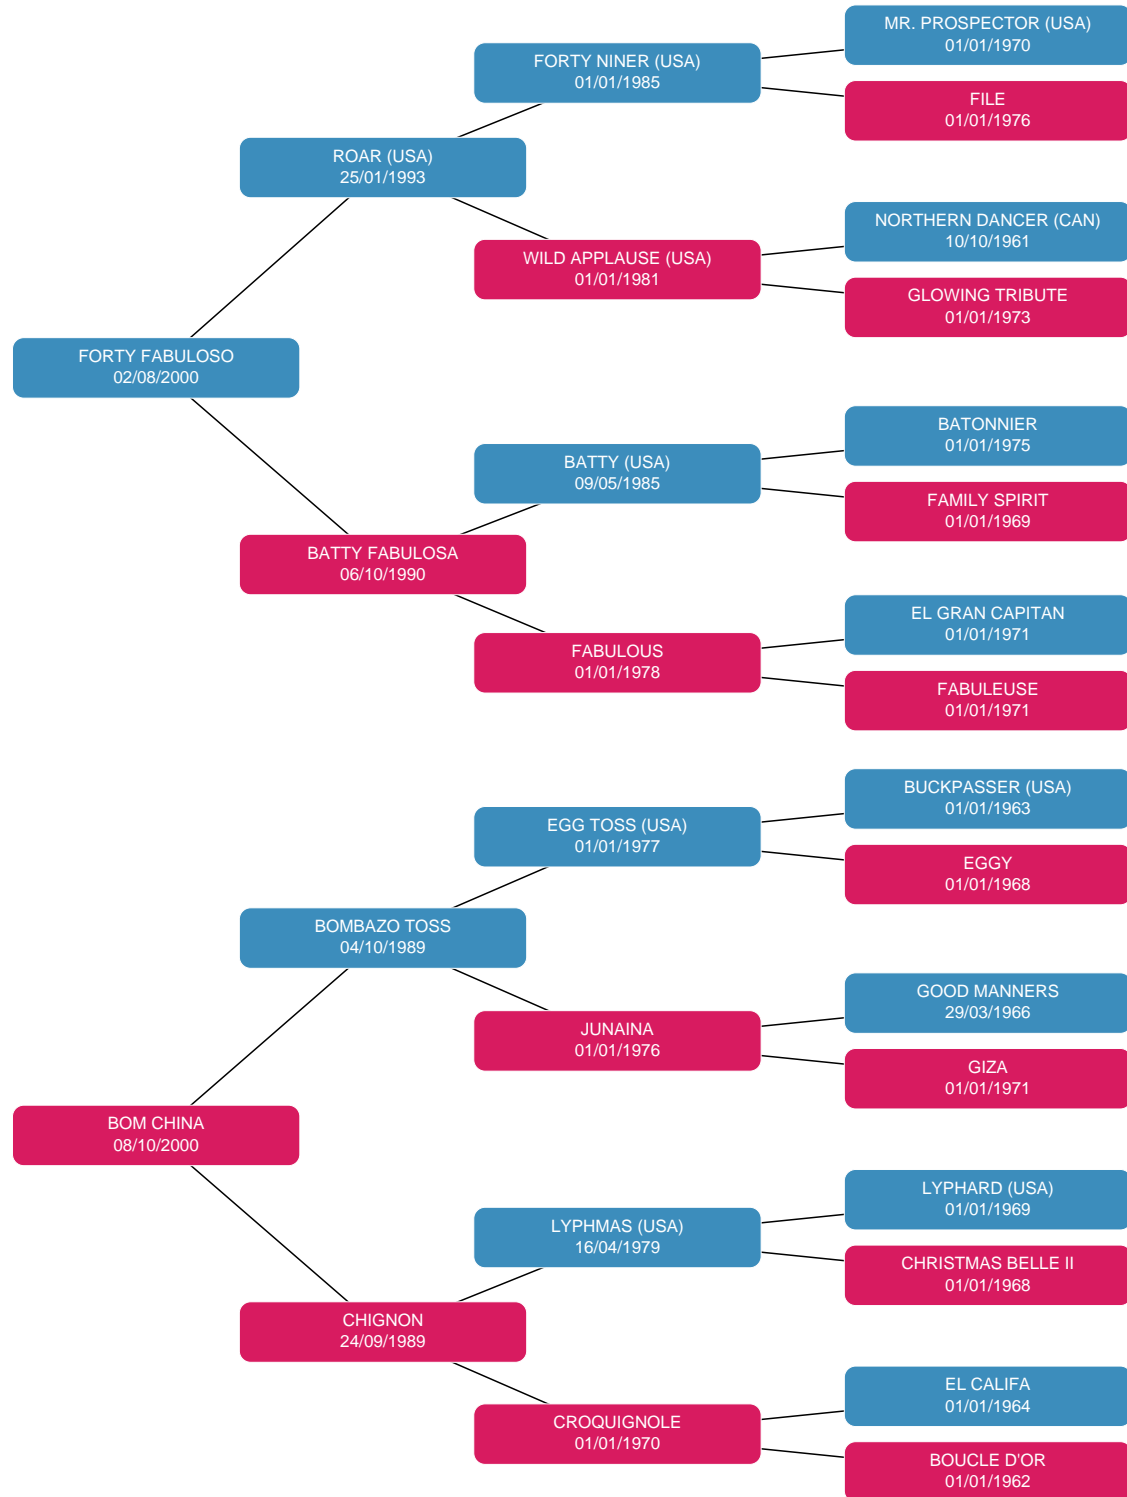 MR. PROSPECTOR (USA)
01/01/1970
FORTY NINER (USA)
01/01/1985
FILE
01/01/1976
ROAR (USA)
25/01/1993
NORTHERN DANCER (CAN)
10/10/1961
WILD APPLAUSE (USA)
01/01/1981
GLOWING TRIBUTE
01/01/1973
FORTY FABULOSO
02/08/2000
BATONNIER
01/01/1975
BATTY (USA)
09/05/1985
FAMILY SPIRIT
01/01/1969
BATTY FABULOSA
06/10/1990
EL GRAN CAPITAN
01/01/1971
FABULOUS
01/01/1978
FABULEUSE
01/01/1971
BUCKPASSER (USA)
01/01/1963
EGG TOSS (USA)
01/01/1977
EGGY
01/01/1968
BOMBAZO TOSS
04/10/1989
GOOD MANNERS
29/03/1966
JUNAINA
01/01/1976
GIZA
01/01/1971
BOM CHINA
08/10/2000
LYPHARD (USA)
01/01/1969
LYPHMAS (USA)
16/04/1979
CHRISTMAS BELLE II
01/01/1968
CHIGNON
24/09/1989
EL CALIFA
01/01/1964
CROQUIGNOLE
01/01/1970
BOUCLE D'OR
01/01/1962